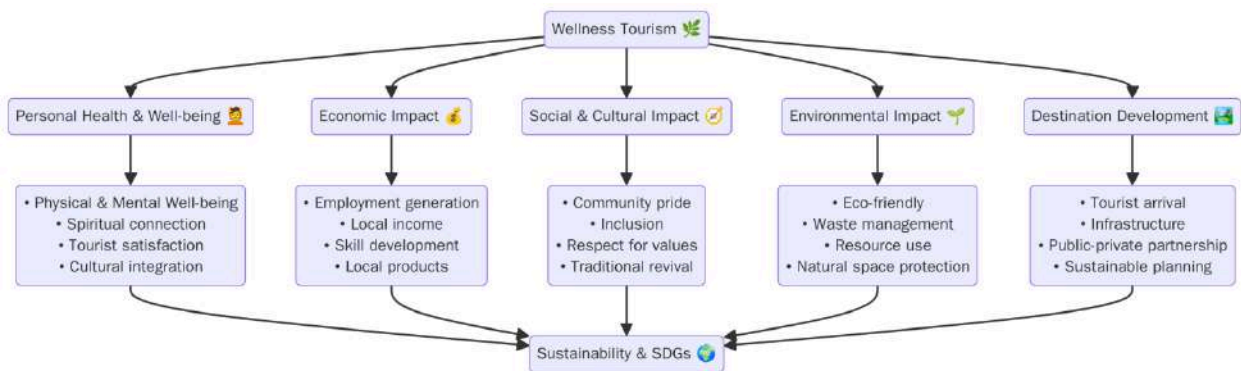 Wellness Tourism 🌿
Personal Health & Well-being 💆
Economic Impact 💰
Social & Cultural Impact 🧭
Environmental Impact 🌱
Destination Development 🏞️
• Physical & Mental Well-being
• Spiritual connection
• Tourist satisfaction
• Cultural integration
• Employment generation
• Local income
• Skill development
• Local products
• Community pride
• Inclusion
• Respect for values
• Traditional revival
• Eco-friendly
• Waste management
• Resource use
• Natural space protection
• Tourist arrival
• Infrastructure
• Public-private partnership
• Sustainable planning
Sustainability & SDGs 🌍